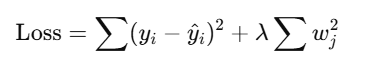 Loss = ∑(yᵢ − ŷᵢ)² + λ∑wⱼ²